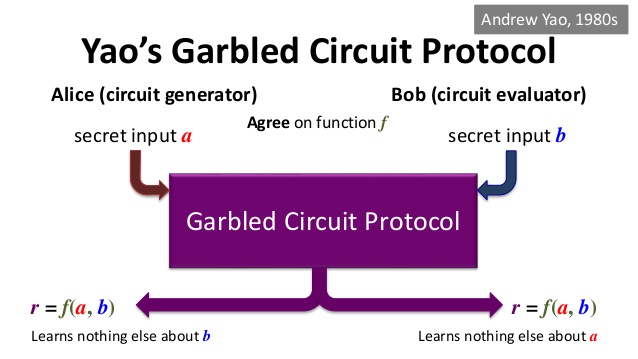 Andrew Yao, 1980s
Yao's Garbled Circuit Protocol
Alice (circuit generator)
Bob (circuit evaluator)
Agree on function f
secret input a
secret input b
Garbled Circuit Protocol
r = f(a, b)
r = f(a, b)
Learns nothing else about b
Learns nothing else about a